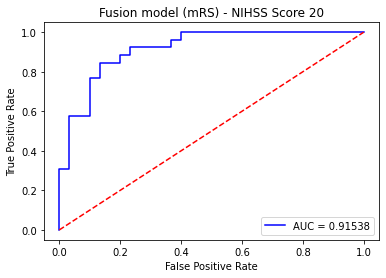 Fusion model (mRS) - NIHSS Score 20
True Positive Rate
1.0
0.8
0.6
0.4
0.2
0.0
AUC = 0.91538
0.0 0.2 0.4 0.6 0.8 1.0
False Positive Rate